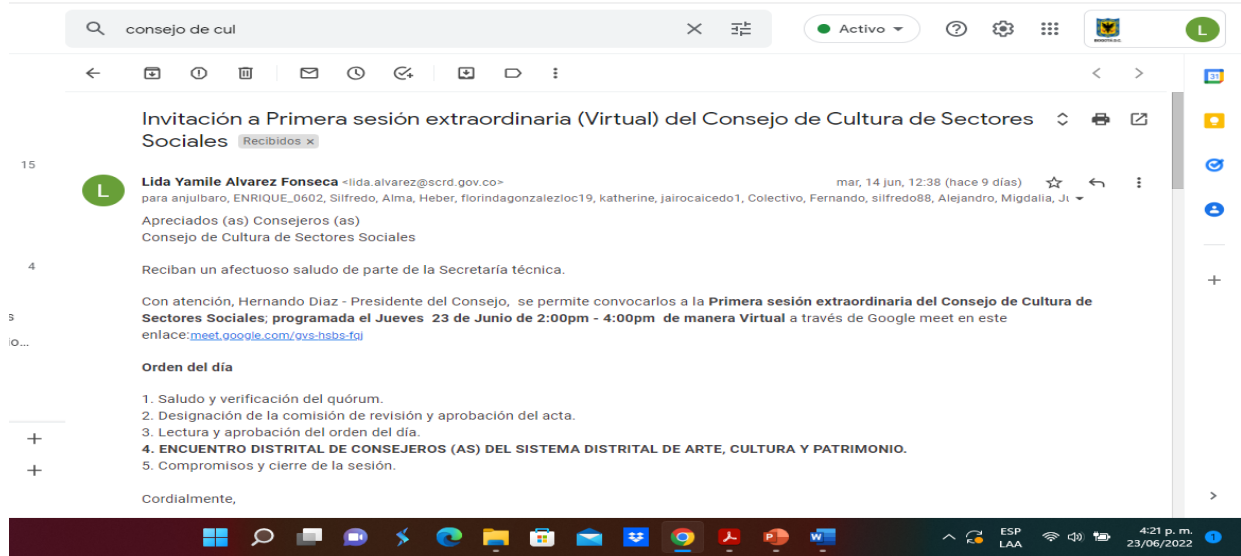 consejo de cul
Activo
BOGOTÁ D.C.
L
31
Invitación a Primera sesión extraordinaria (Virtual) del Consejo de Cultura de Sectores
Sociales Recibidos x
15
L
Lida Yamile Alvarez Fonseca <lida.alvarez@scrd.gov.co> mar, 14 jun, 12:38 (hace 9 días)
para anjulbaro, ENRIQUE_0602, Silfredo, Alma, Heber, florindagonzalezloc19, katherine, jairocaicedo1, Colectivo, Fernando, silfredo88, Alejandro, Migdalia,
Apreciados (as) Consejeros (as)
Consejo de Cultura de Sectores Sociales
4
Reciban un afectuoso saludo de parte de la Secretaría técnica.
Con atención, Hernando Diaz - Presidente del Consejo, se permite convocarlos a la Primera sesión extraordinaria del Consejo de Cultura de
s
Sectores Sociales; programada el Jueves 23 de Junio de 2:00pm - 4:00pm de manera Virtual a través de Google meet en este
enlace:meet.google.com/gvs-hsbs-fqj
io...
Orden del día
1. Saludo y verificación del quórum.
2. Designación de la comisión de revisión y aprobación del acta.
3. Lectura y aprobación del orden del día.
4. ENCUENTRO DISTRITAL DE CONSEJEROS (AS) DEL SISTEMA DISTRITAL DE ARTE, CULTURA Y PATRIMONIO.
5. Compromisos y cierre de la sesión.
Cordialmente,
ESP
LAA
4:21 p. m.
23/06/2022
1